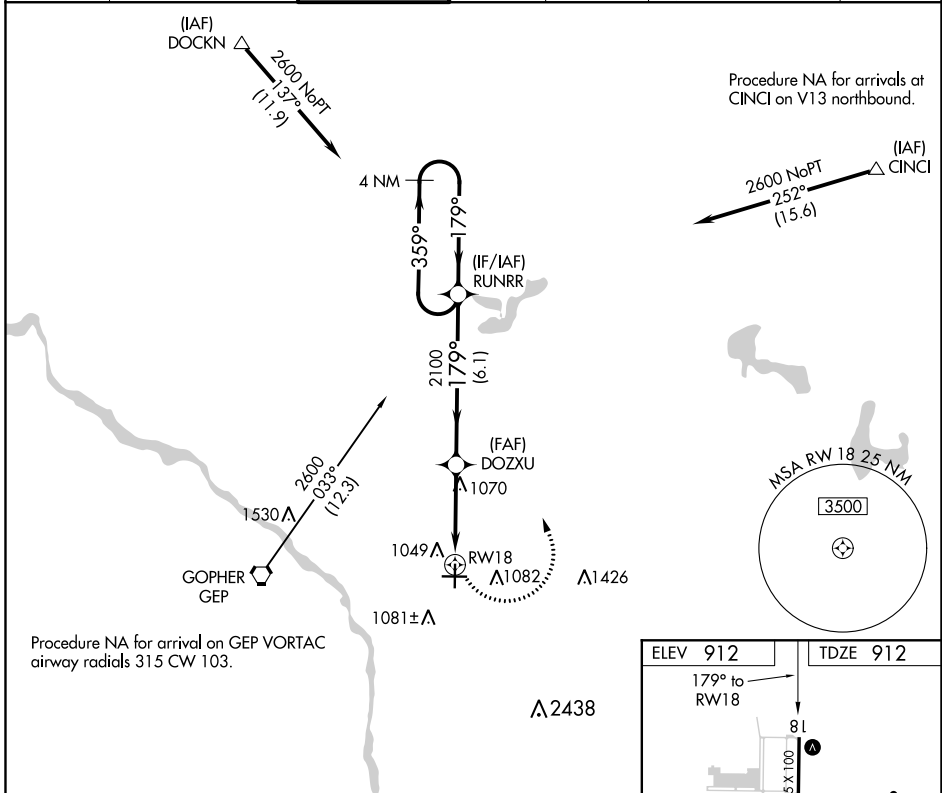 (IAF)
DOCKN
2600 NoPT
137°
(11.9)
Procedure NA for arrivals at
CINCI on V13 northbound.
(IAF)
CINCI
2600 NoPT
252°
(15.6)
4 NM
359°
179°
(IF/IAF)
RUNRR
2100
179°
(6.1)
(FAF)
DOZXU
1070
MSA RW 18 25 NM
3500
2600
033°
(12.3)
1530
1049
RW18
1082
1426
GOPHER
GEP
1081±
Procedure NA for arrival on GEP VORTAC
airway radials 315 CW 103.
2438
ELEV 912
TDZE 912
179° to
RW18
18
V
5 X 100